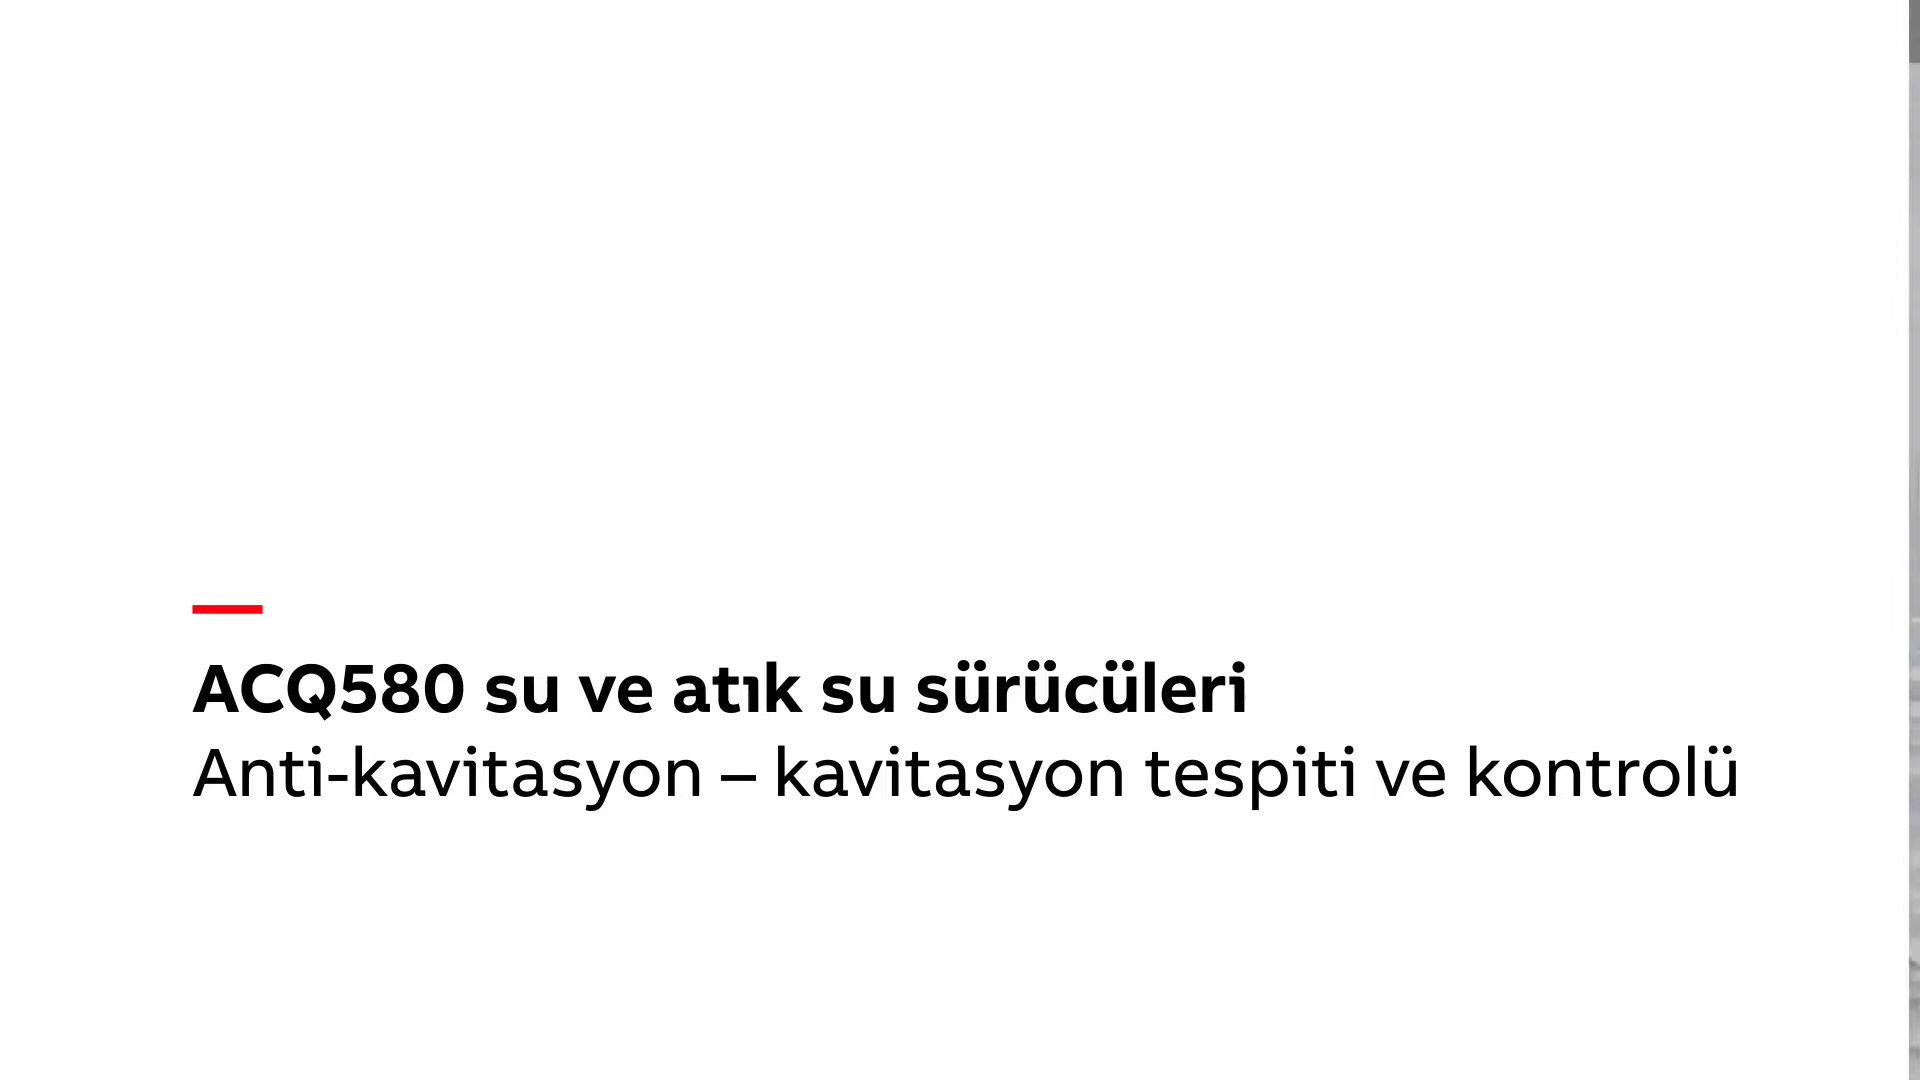 ACQ580 su ve atık su sürücüleri
Anti-kavitasyon – kavitasyon tespiti ve kontrolü